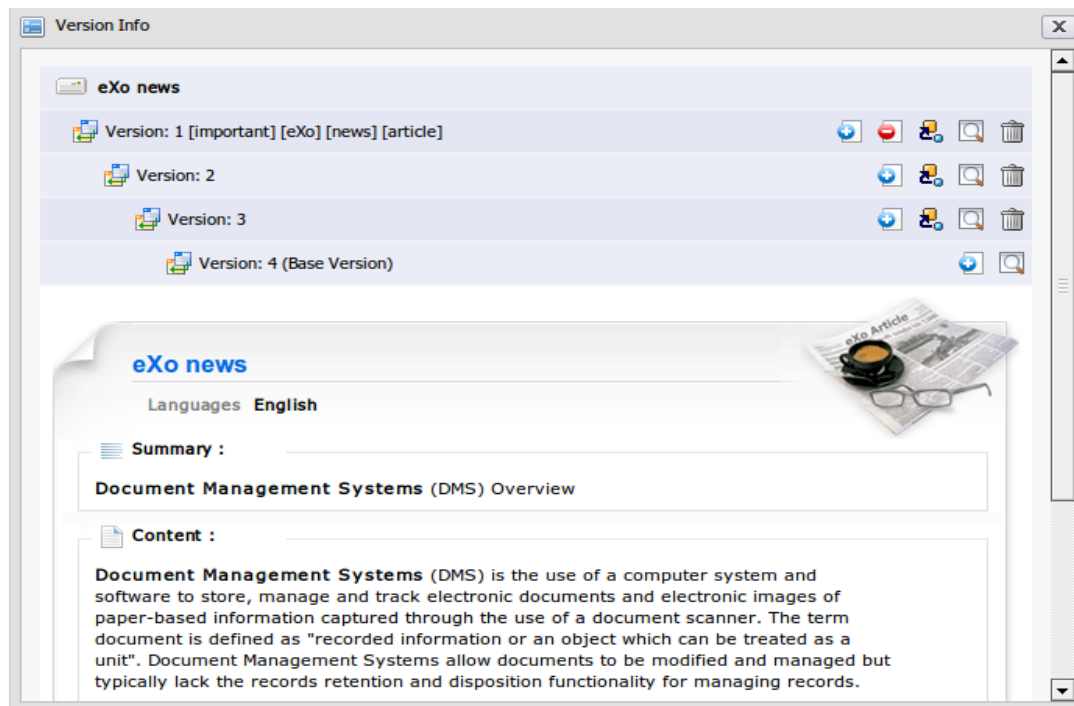 Version Info
X
eXo news
Version: 1 [important] [eXo] [news] [article]
Version: 2
Version: 3
Version: 4 (Base Version)
eXo Article
eXo news
Languages English
Summary :
Document Management Systems (DMS) Overview
Content :
Document Management Systems (DMS) is the use of a computer system and
software to store, manage and track electronic documents and electronic images of
paper-based information captured through the use of a document scanner. The term
document is defined as "recorded information or an object which can be treated as a
unit". Document Management Systems allow documents to be modified and managed but
typically lack the records retention and disposition functionality for managing records.